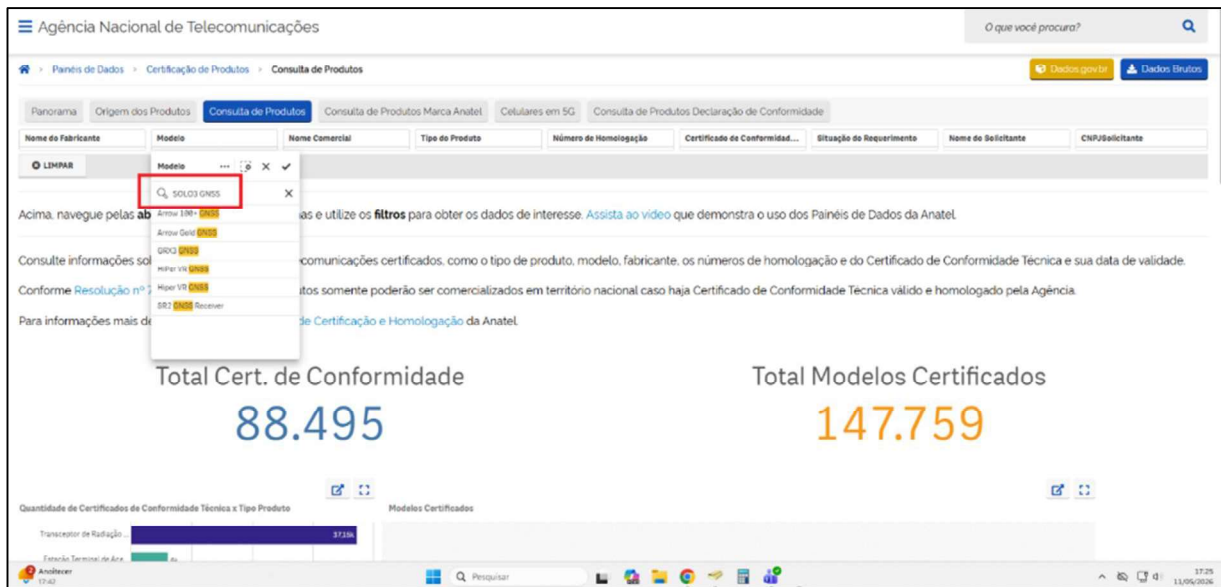 Agência Nacional de Telecomunicações
O que você procura?
Painéis de Dados > Certificação de Produtos > Consulta de Produtos
Dados.gov.br
Dados Brutos
Panorama Origem dos Produtos Consulta de Produtos Consulta de Produtos Marca Anatel Celulares em 5G Consulta de Produtos Declaração de Conformidade
Nome do Fabricante Modelo Nome Comercial Tipo do Produto Número de Homologação Certificado de Conformidad... Situação do Requerimento Nome do Solicitante CNPJSolicitante
LIMPAR
Modelo ...
SOLO3 GNSS
Arrow 100+ GNSS
Arrow Gold GNSS
GRX3 GNSS
HiPer VR GNSS
Hiper VR GNSS
SR2 GNSS Receiver
Acima, navegue pelas ab as e utilize os filtros para obter os dados de interesse. Assista ao vídeo que demonstra o uso dos Painéis de Dados da Anatel.
Consulte informações so ecomunicações certificados, como o tipo de produto, modelo, fabricante, os números de homologação e do Certificado de Conformidade Técnica e sua data de validade.
Conforme Resolução nº 7 utos somente poderão ser comercializados em território nacional caso haja Certificado de Conformidade Técnica válido e homologado pela Agência.
Para informações mais de de Certificação e Homologação da Anatel.
Total Cert. de Conformidade
88.495
Total Modelos Certificados
147.759
Quantidade de Certificados de Conformidade Técnica x Tipo Produto
Modelos Certificados
Transceptor de Radiação ...
37,15k
Estação Terminal de Ace...
2
Anoitecer
17:42
Pesquisar
17:25
11/05/2026